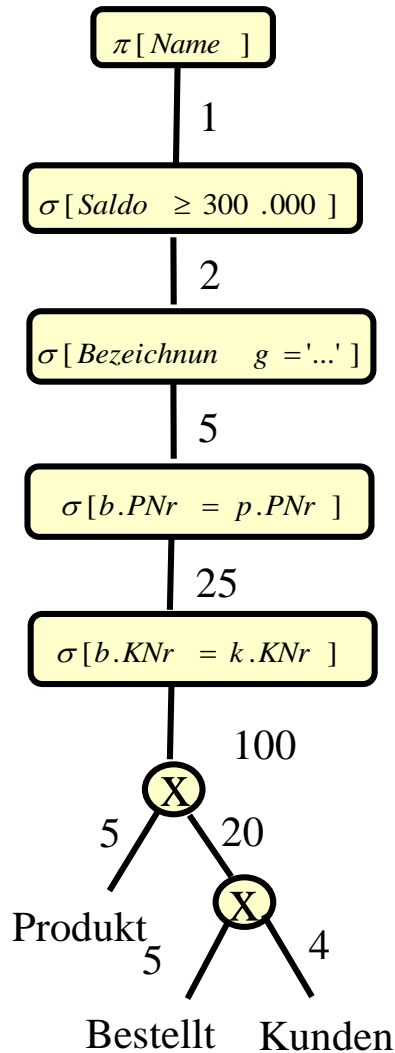 π [ Name ]
1
σ [ Saldo ≥ 300 .000 ]
2
σ [ Bezeichnun g = '...' ]
5
σ [ b .PNr = p .PNr ]
25
σ [ b .KNr = k .KNr ]
100
X
5 20
Produkt X
5 4
Bestellt Kunden